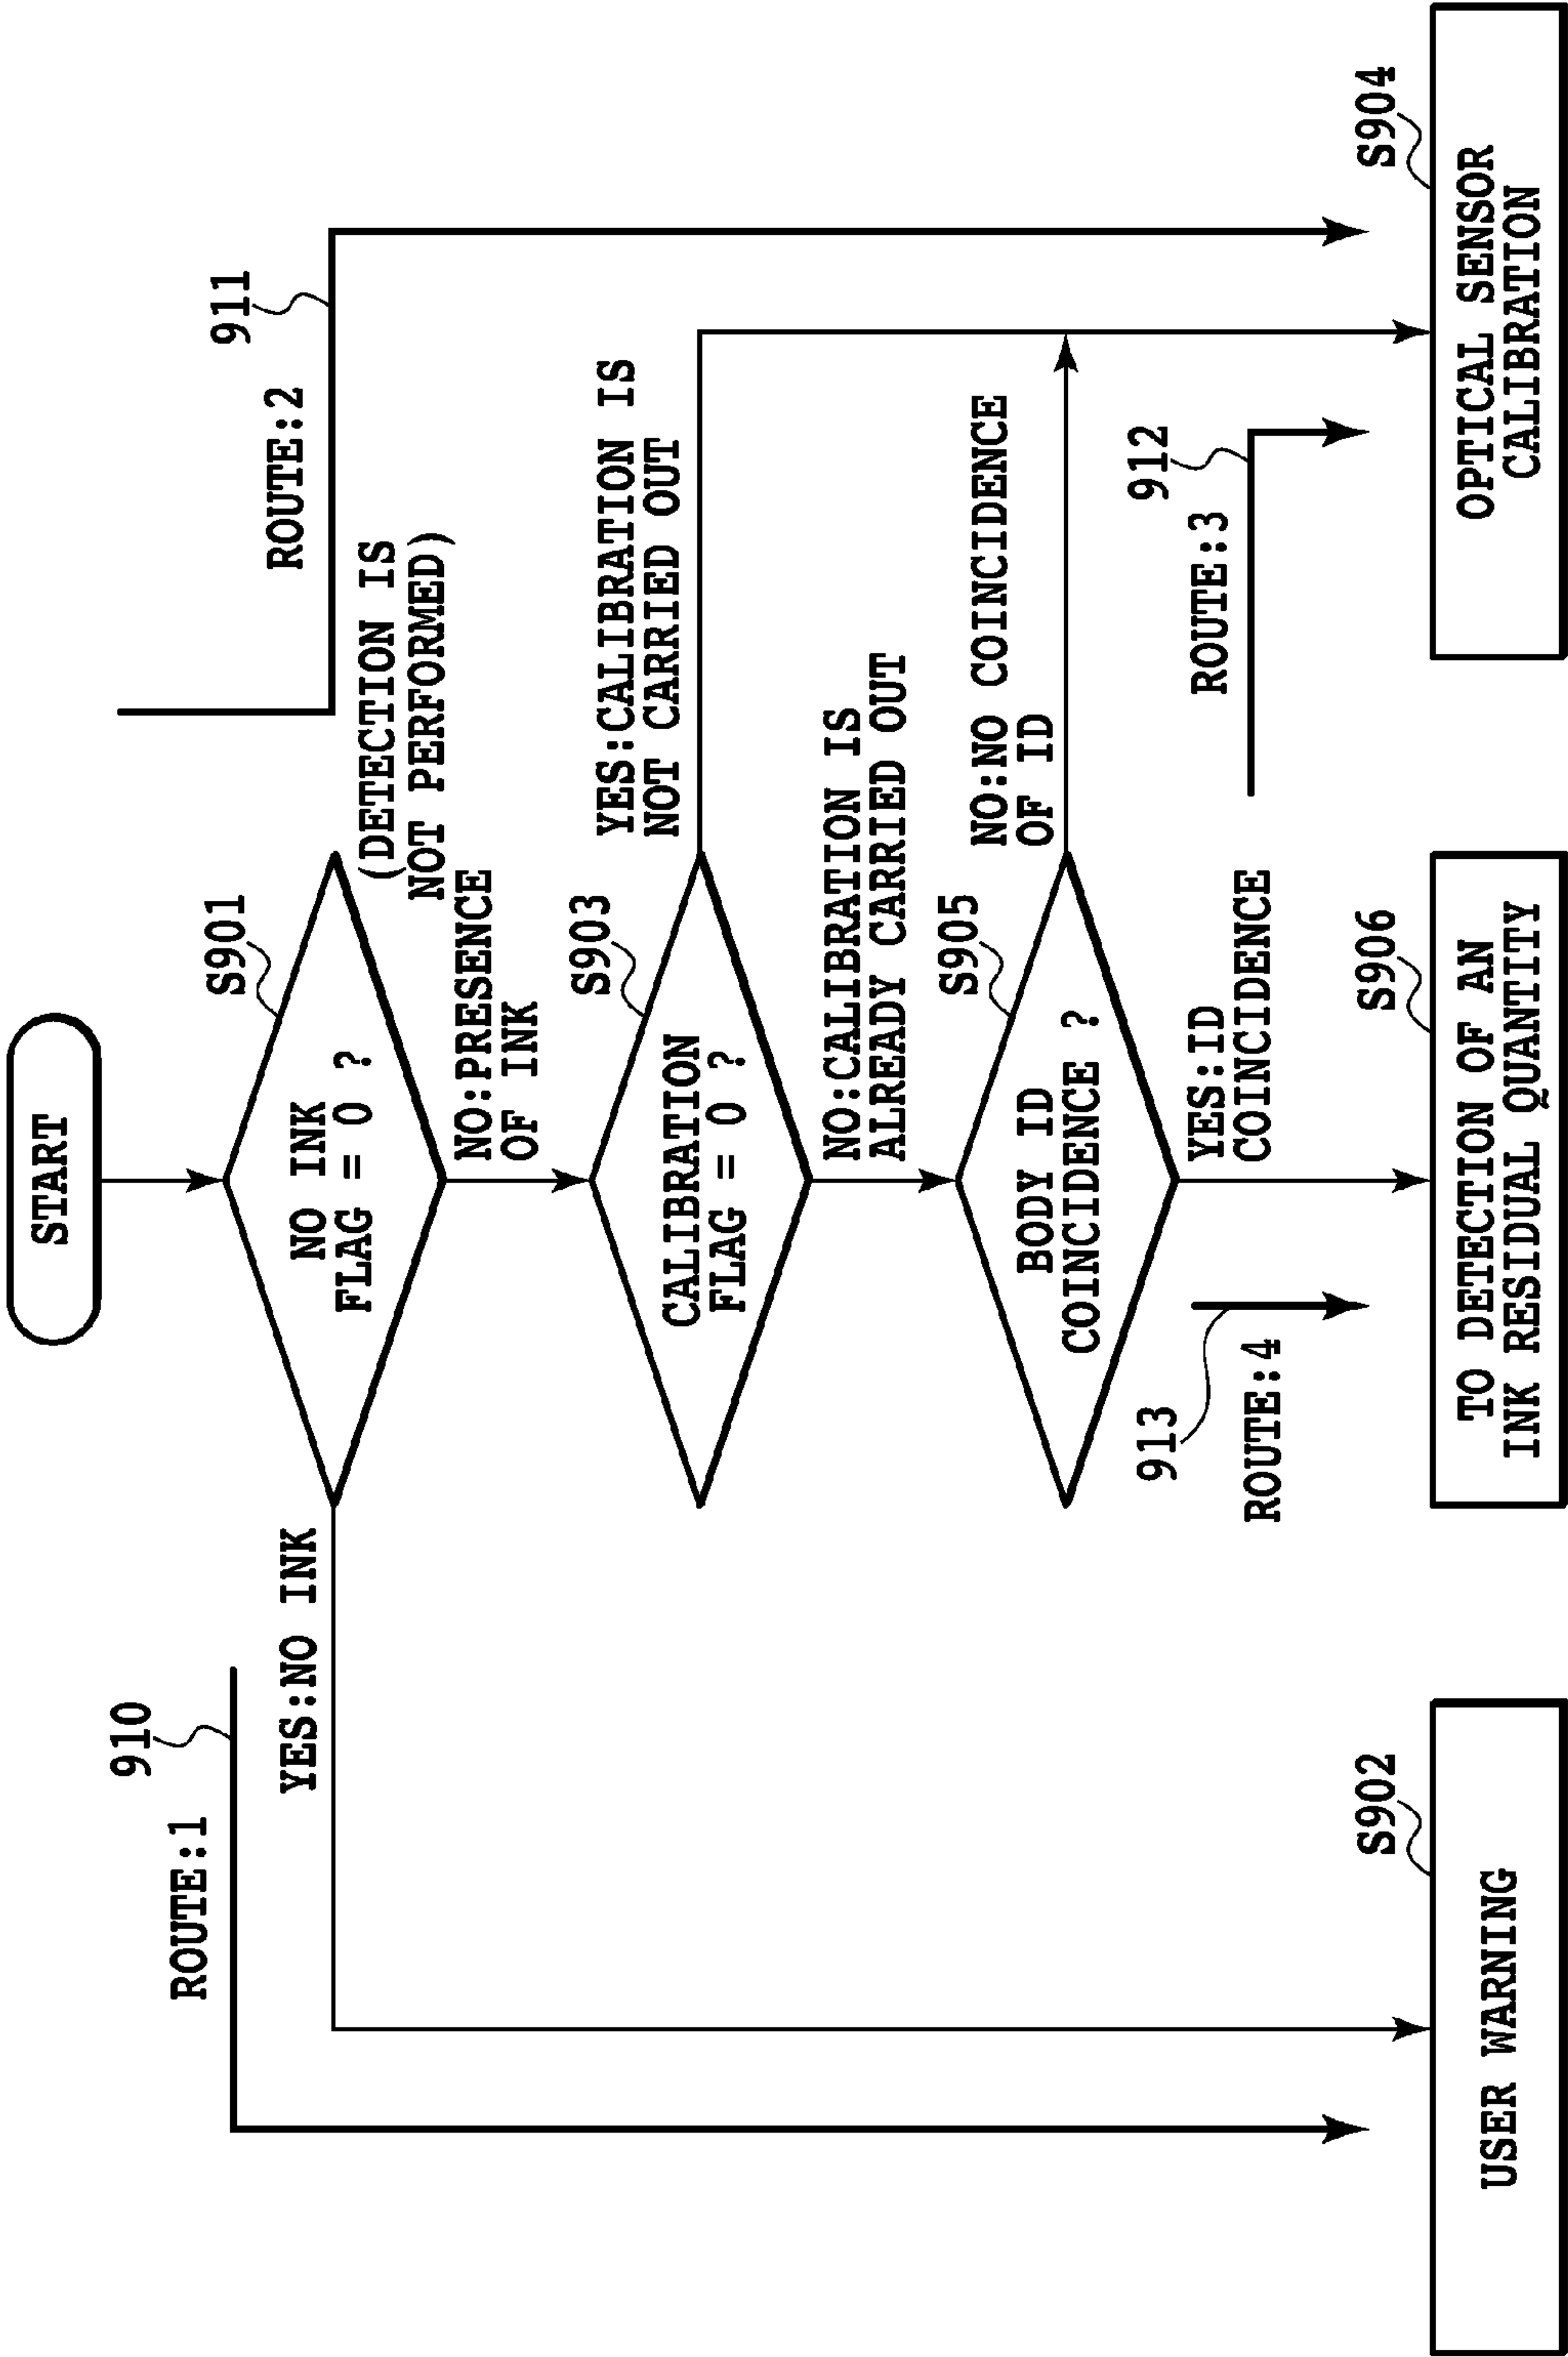 START
S901
NO INK
FLAG = 0 ?
910
ROUTE:1
YES:NO INK
911
ROUTE:2
(DETECTION IS
NOT PERFORMED)
NO:PRESENCE
OF INK
S903
CALIBRATION
FLAG = 0 ?
YES:CALIBRATION IS
NOT CARRIED OUT
NO:CALIBRATION IS
ALREADY CARRIED OUT
S905
BODY ID
COINCIDENCE ?
NO:NO COINCIDENCE
OF ID
913
ROUTE:4
YES:ID
COINCIDENCE
912
ROUTE:3
S902
USER WARNING
S906
TO DETECTION OF AN
INK RESIDUAL QUANTITY
S904
OPTICAL SENSOR
CALIBRATION